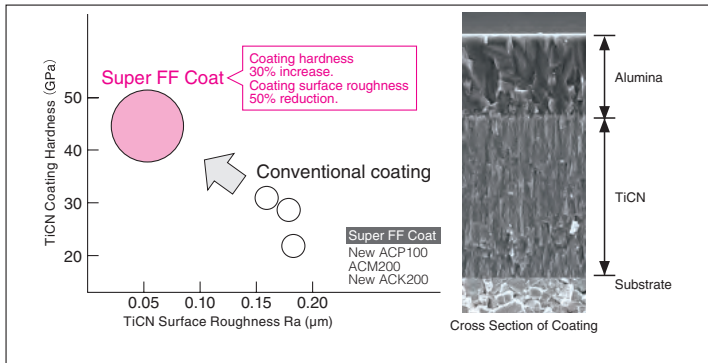 Super FF Coat
Coating hardness
30% increase.
Coating surface roughness
50% reduction.
TiCN Coating Hardness (GPa)
50
40
30
20
Conventional coating
Super FF Coat
New ACP100
ACM200
New ACK200
0.05
0.10
0.15
0.20
TiCN Surface Roughness Ra (μm)
Alumina
TiCN
Substrate
Cross Section of Coating